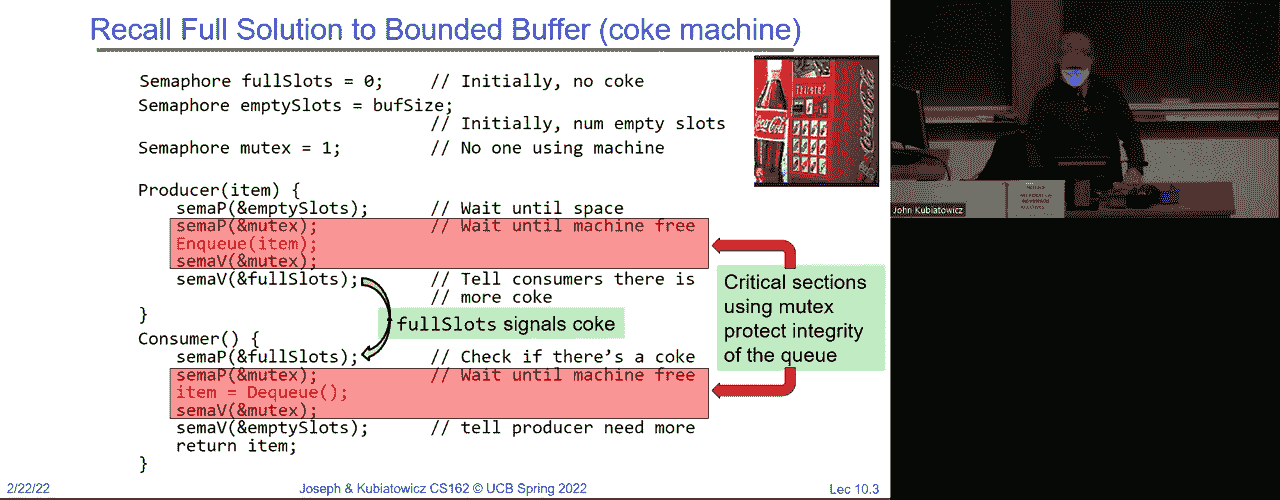 Recall Full Solution to Bounded Buffer (coke machine)
Semaphore fullSlots = 0; // Initially, no coke
Semaphore emptySlots = bufSize;
// Initially, num empty slots
Semaphore mutex = 1; // No one using machine
Producer(item) {
semaP(&emptySlots); // Wait until space
semaP(&mutex); // Wait until machine free
Enqueue(item);
semaV(&mutex);
semaV(&fullSlots); // Tell consumers there is
// more coke
}
fullSlots signals coke
Critical sections
using mutex
protect integrity
of the queue
Consumer() {
semaP(&fullSlots); // Check if there's a coke
semaP(&mutex); // Wait until machine free
item = Dequeue();
semaV(&mutex);
semaV(&emptySlots); // tell producer need more
return item;
}
2/22/22
Joseph & Kubiatowicz CS162 © UCB Spring 2022
Lec 10.3
John Kubiatowicz
Coca-Cola